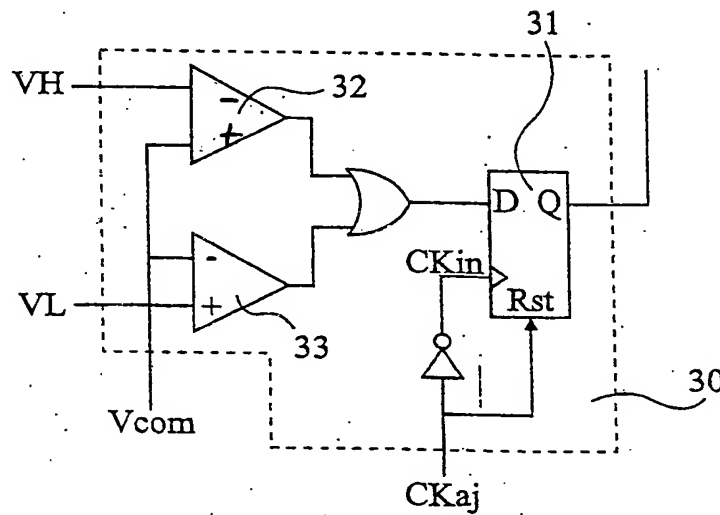 31
VH
-
32
+
D Q
CKin
-
VL
+
Rst
33
30
Vcom
CKaj